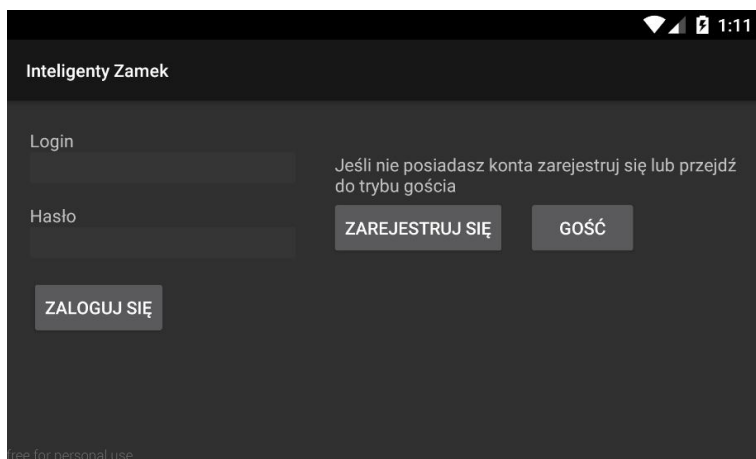 1:11
Inteligenty Zamek
Login
Hasło
ZALOGUJ SIĘ
Jeśli nie posiadasz konta zarejestruj się lub przejdź
do trybu gościa
ZAREJESTRUJ SIĘ
GOŚĆ
free for personal use